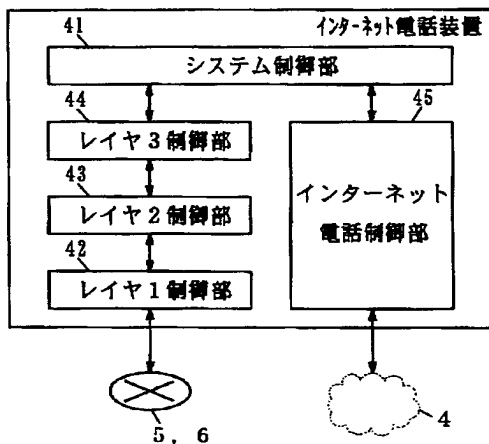 インターネット電話装置
41
システム制御部
44
レイヤ3制御部
43
レイヤ2制御部
42
レイヤ1制御部
45
インターネット
電話制御部
5, 6
4